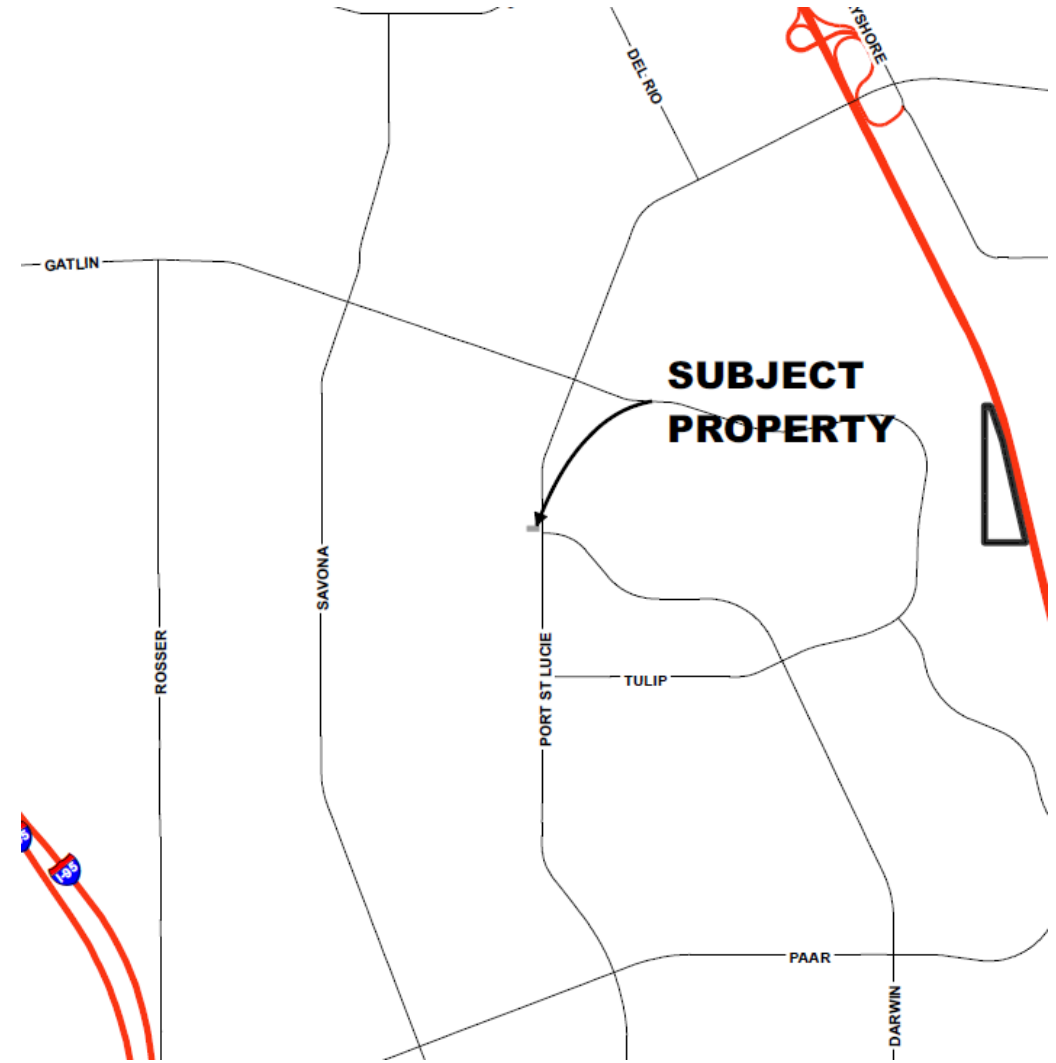 YSHORE
DEL RIO
GATLIN
SUBJECT
PROPERTY
SAVONA
ROSSER
PORT ST LUCIE
TULIP
I-95
PAAR
DARWIN